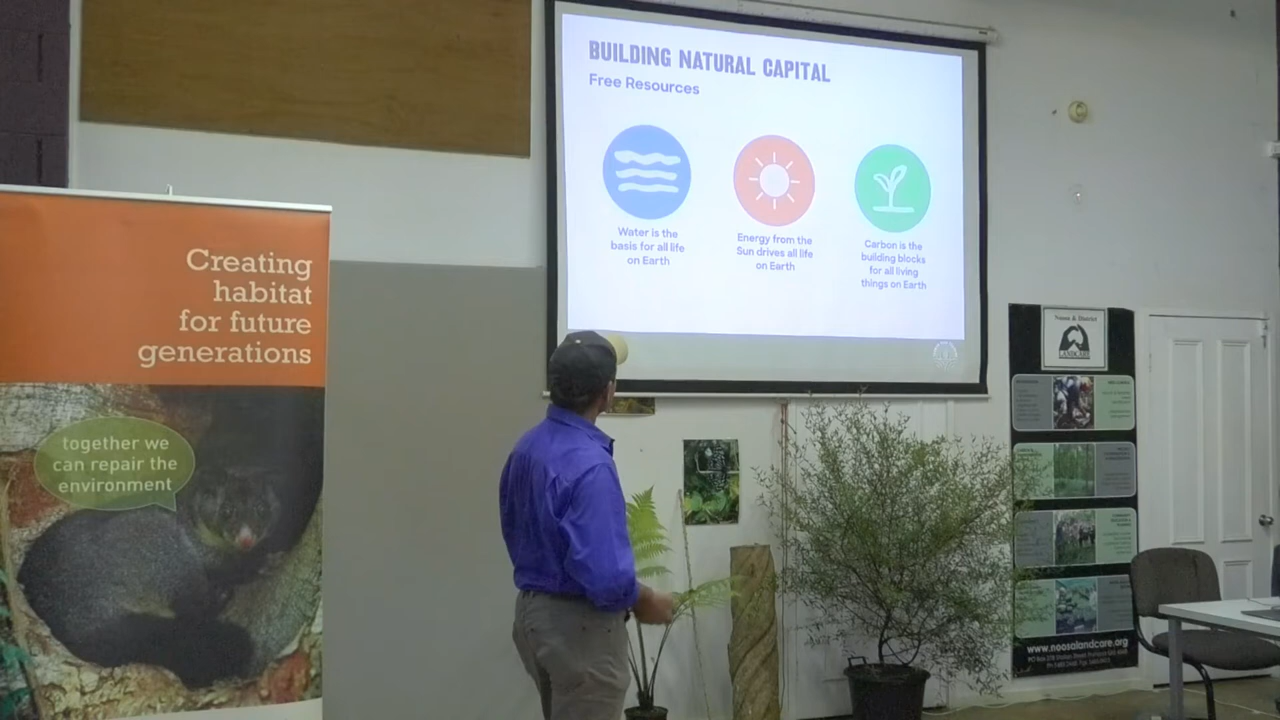 BUILDING NATURAL CAPITAL
Free Resources
Water is the
basis for all life
on Earth
Energy from the
Sun drives all life
on Earth
Carbon is the
building blocks
for all living
things on Earth
Creating
habitat
for future
generations
together we
can repair the
environment
Noosa & District
LANDCARE
www.noosalandcare.org